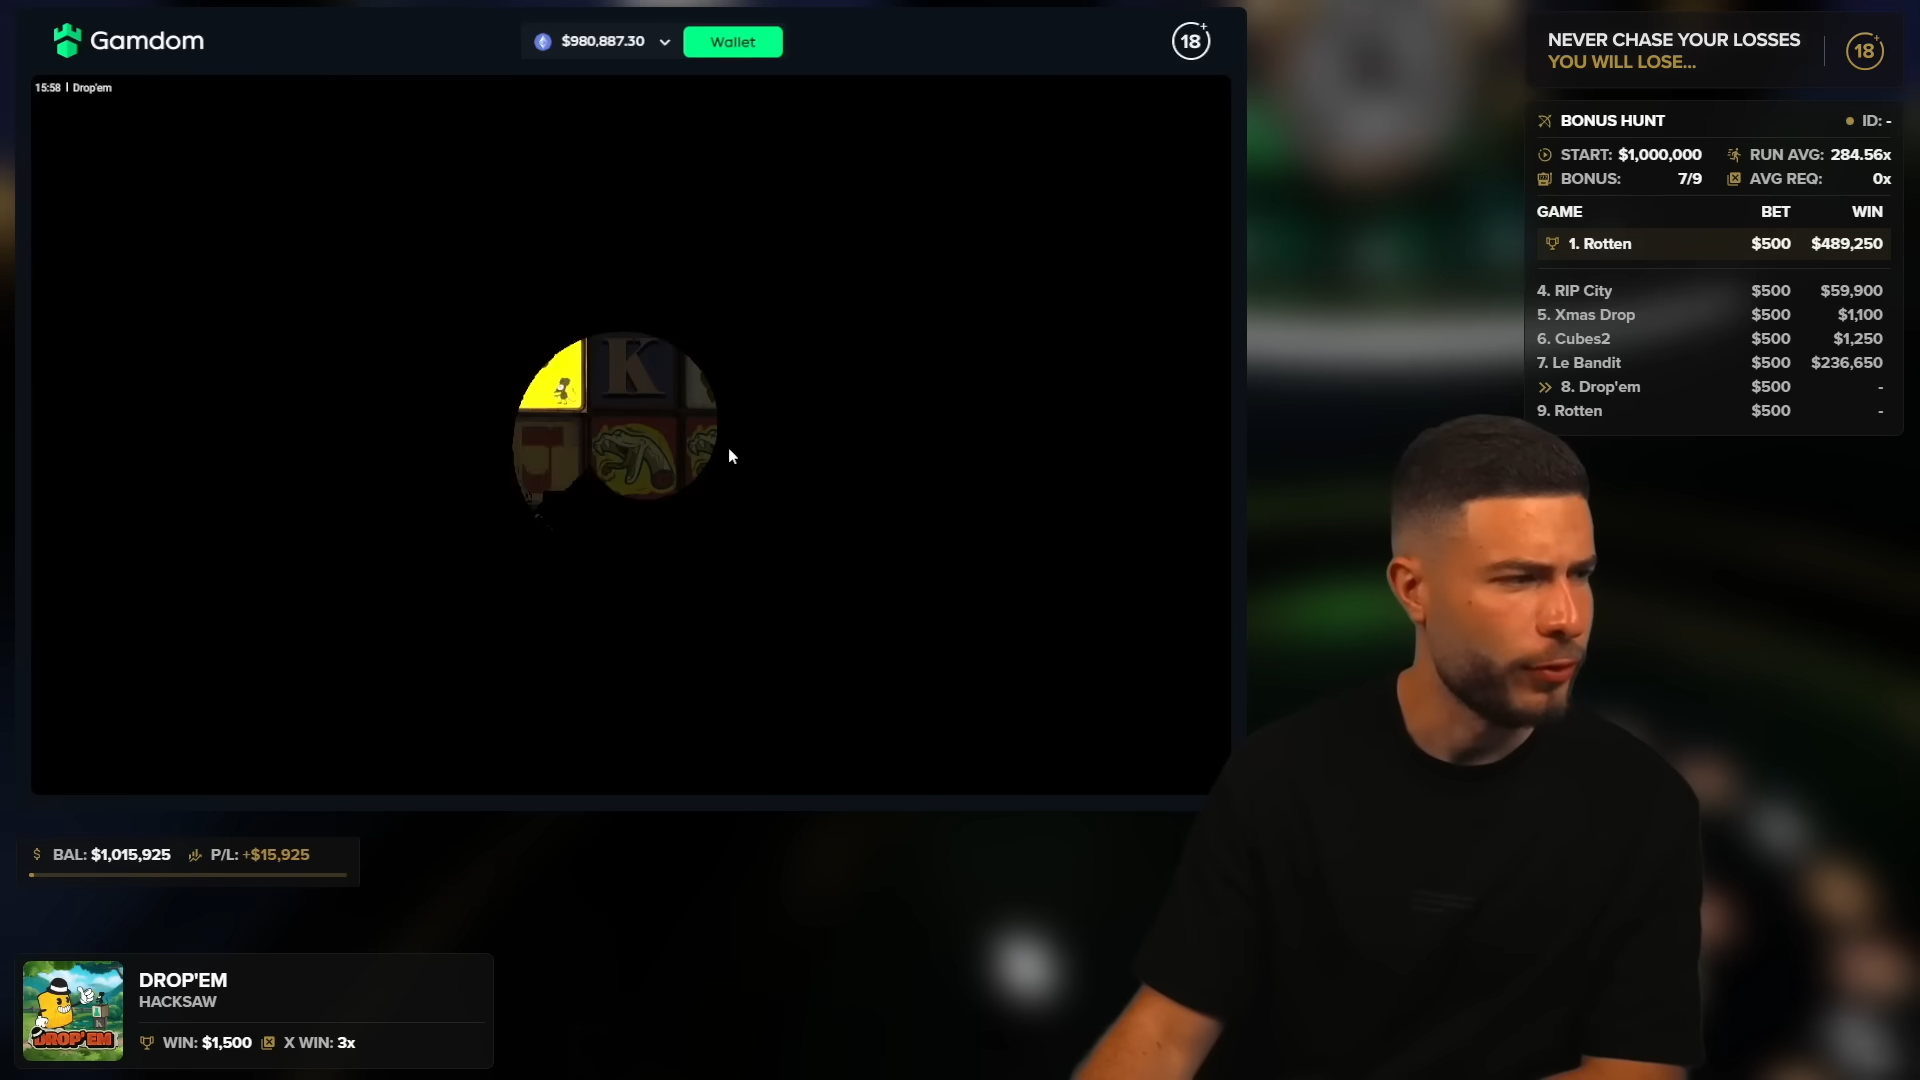 Gamdom
$980,887.30
Wallet
18+
15:58 | Drop'em
K
NEVER CHASE YOUR LOSSES
YOU WILL LOSE...
18+
BONUS HUNT
ID: -
START: $1,000,000
RUN AVG: 284.56x
BONUS: 7/9
AVG REQ: 0x
GAME BET WIN
1. Rotten $500 $489,250
4. RIP City $500 $59,900
5. Xmas Drop $500 $1,100
6. Cubes2 $500 $1,250
7. Le Bandit $500 $236,650
8. Drop'em $500 -
9. Rotten $500 -
BAL: $1,015,925 P/L: +$15,925
DROP'EM
DROP'EM
HACKSAW
WIN: $1,500 X WIN: 3x